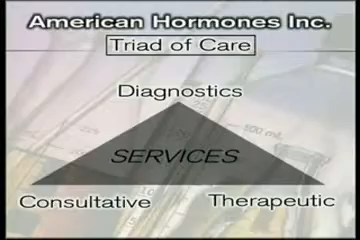 American Hormones Inc.
Triad of Care
Diagnostics
SERVICES
Consultative
Therapeutic